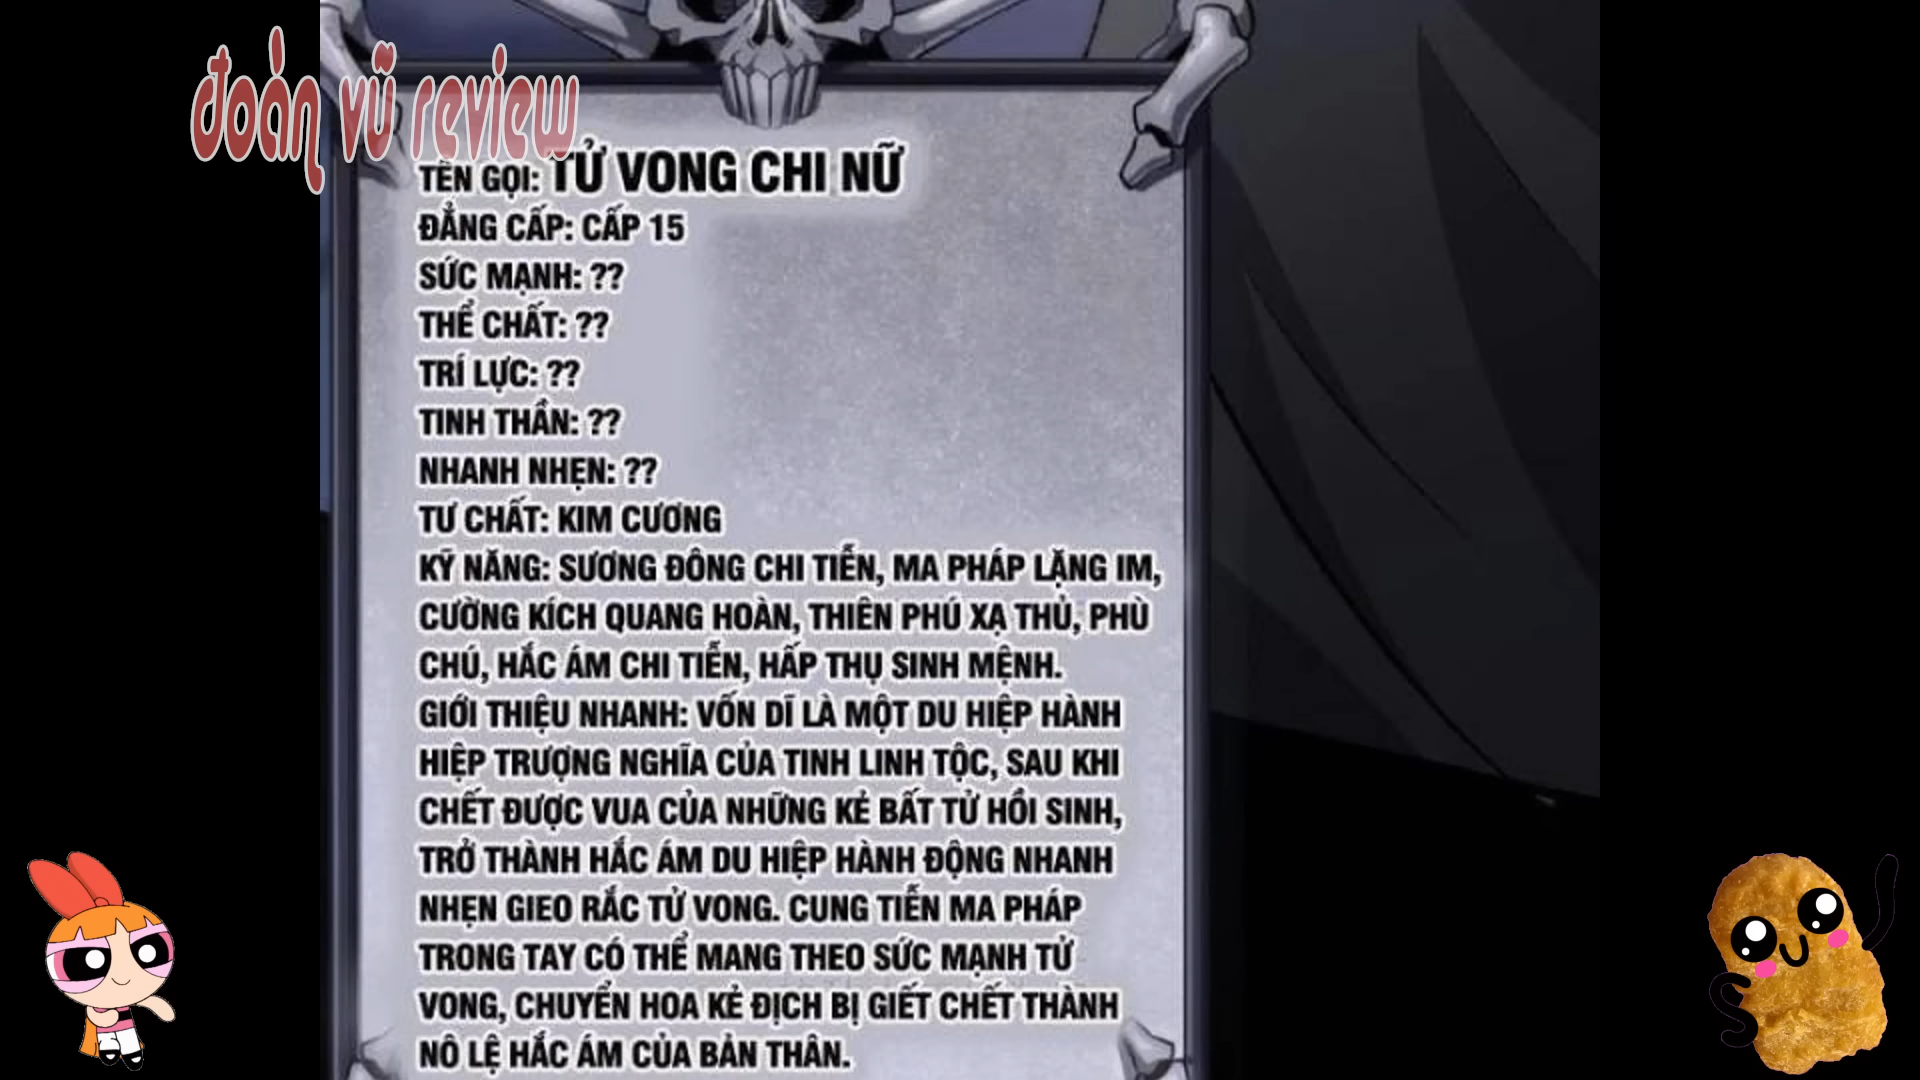 đoản vũ review
TÊN GỌI: TỬ VONG CHI NỮ
ĐẲNG CẤP: CẤP 15
SỨC MẠNH: ??
THỂ CHẤT: ??
TRÍ LỰC: ??
TINH THẦN: ??
NHANH NHẸN: ??
TƯ CHẤT: KIM CƯƠNG
KỸ NĂNG: SƯƠNG ĐÔNG CHI TIỄN, MA PHÁP LẶNG IM,
CƯỜNG KÍCH QUANG HOÀN, THIÊN PHÚ XẠ THỦ, PHÙ
CHÚ, HẮC ÁM CHI TIỄN, HẤP THỤ SINH MỆNH.
GIỚI THIỆU NHANH: VỐN DĨ LÀ MỘT DU HIỆP HÀNH
HIỆP TRƯỢNG NGHĨA CỦA TINH LINH TỘC, SAU KHI
CHẾT ĐƯỢC VUA CỦA NHỮNG KẺ BẤT TỬ HỒI SINH,
TRỞ THÀNH HẮC ÁM DU HIỆP HÀNH ĐỘNG NHANH
NHẸN GIEO RẮC TỬ VONG. CUNG TIỄN MA PHÁP
TRONG TAY CÓ THỂ MANG THEO SỨC MẠNH TỬ
VONG, CHUYỂN HOA KẺ ĐỊCH BỊ GIẾT CHẾT THÀNH
NÔ LỆ HẮC ÁM CỦA BẢN THÂN.